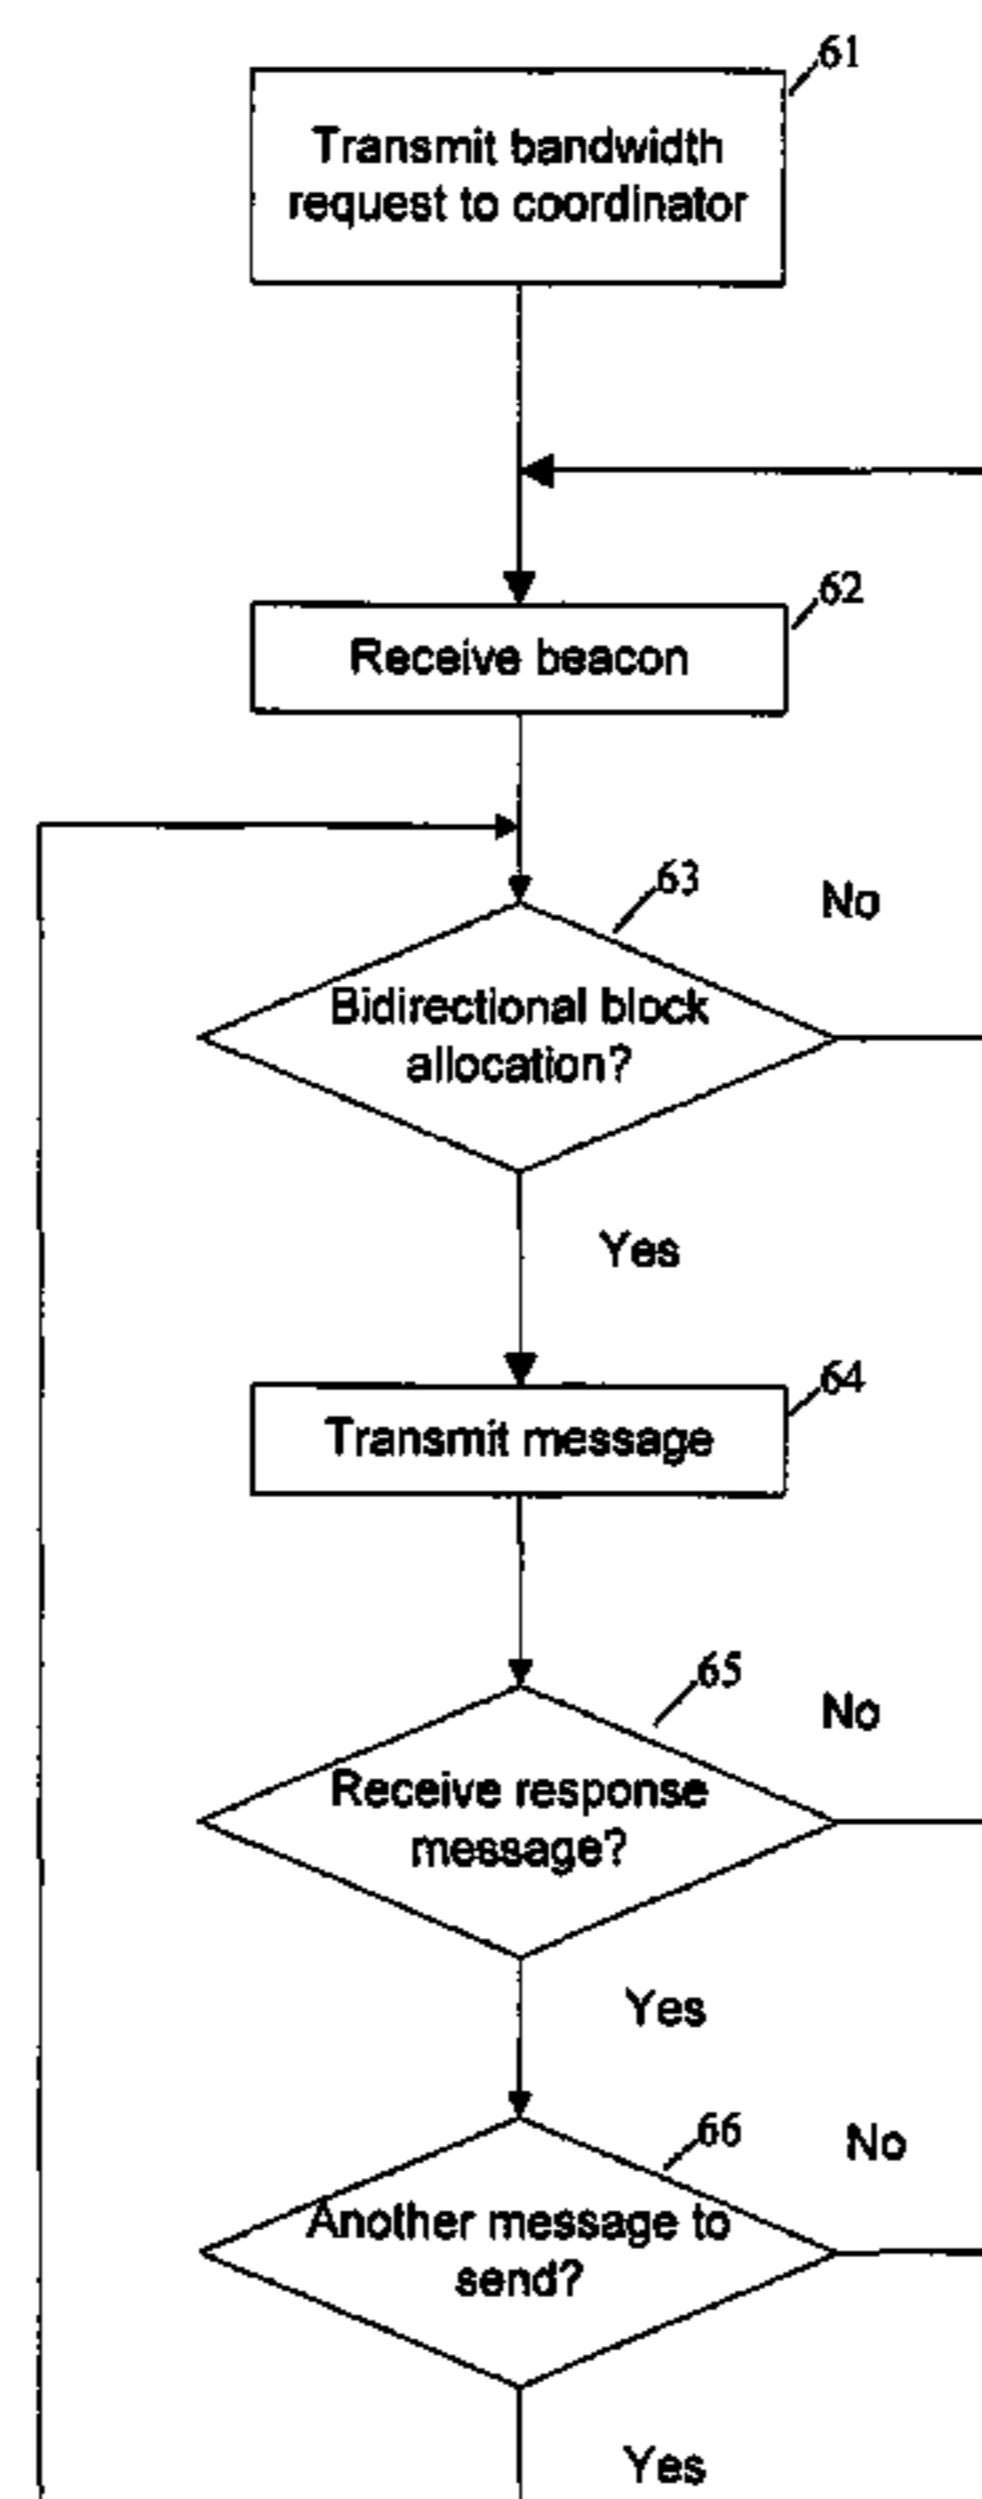 61
Transmit bandwidth
request to coordinator
62
Receive beacon
63
No
Bidirectional block
allocation?
Yes
64
Transmit message
65
No
Receive response
message?
Yes
66
No
Another message to
send?
Yes